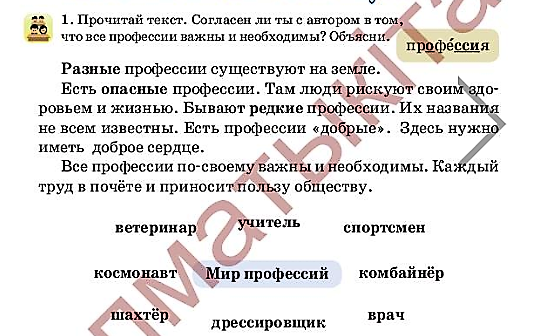 1. Прочитай текст. Согласен ли ты с автором в том,
что все профессии важны и необходимы? Объясни.
профе́ссия
Разные профессии существуют на земле.
Есть опасные профессии. Там люди рискуют своим здо-
ровьем и жизнью. Бывают редкие профессии. Их названия
не всем известны. Есть профессии «добрые». Здесь нужно
иметь доброе сердце.
Все профессии по-своему важны и необходимы. Каждый
труд в почёте и приносит пользу обществу.
ветеринар учитель спортсмен
космонавт Мир профессий комбайнёр
шахтёр дрессировщик врач